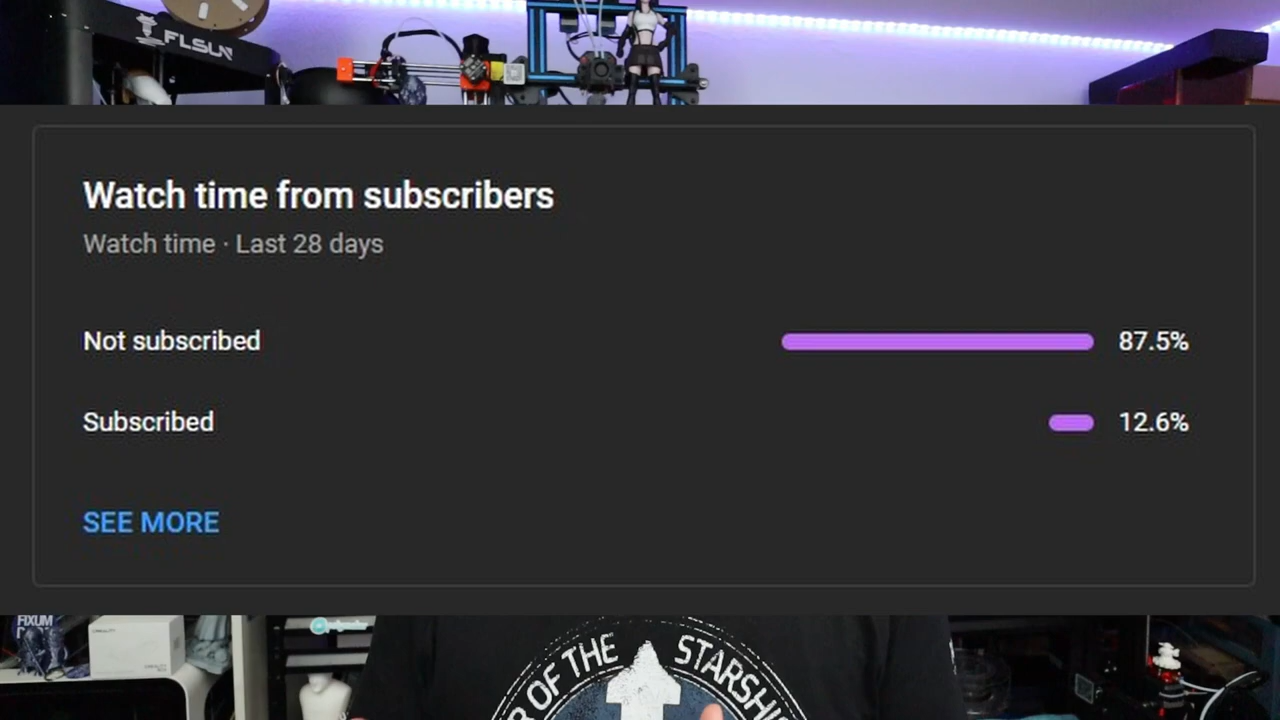 FLSUN
Watch time from subscribers
Watch time · Last 28 days
Not subscribed
87.5%
Subscribed
12.6%
SEE MORE
FIXUM
R OF THE STARSHI